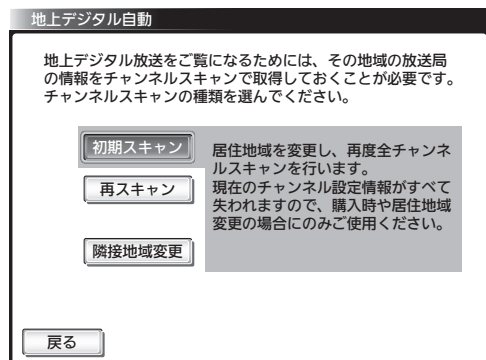 地上デジタル自動
地上デジタル放送をご覧になるためには、その地域の放送局
の情報をチャンネルスキャンで取得しておくことが必要です。
チャンネルスキャンの種類を選んでください。
初期スキャン
居住地域を変更し、再度全チャンネ
ルスキャンを行います。
現在のチャンネル設定情報がすべて
失われますので、購入時や居住地域
変更の場合にのみご使用ください。
再スキャン
隣接地域変更
戻る